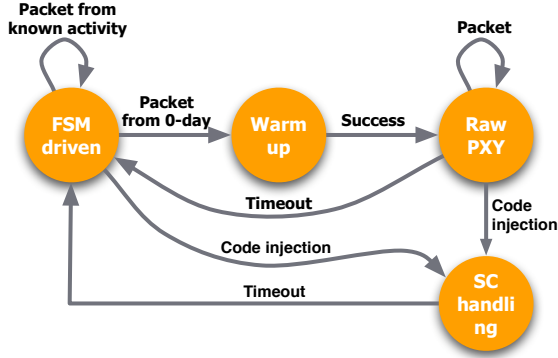 Packet from
known activity
Packet
Packet
from 0-day
Success
FSM
driven
Warm
up
Raw
PXY
Timeout
Code
injection
Code injection
SC
handli
ng
Timeout